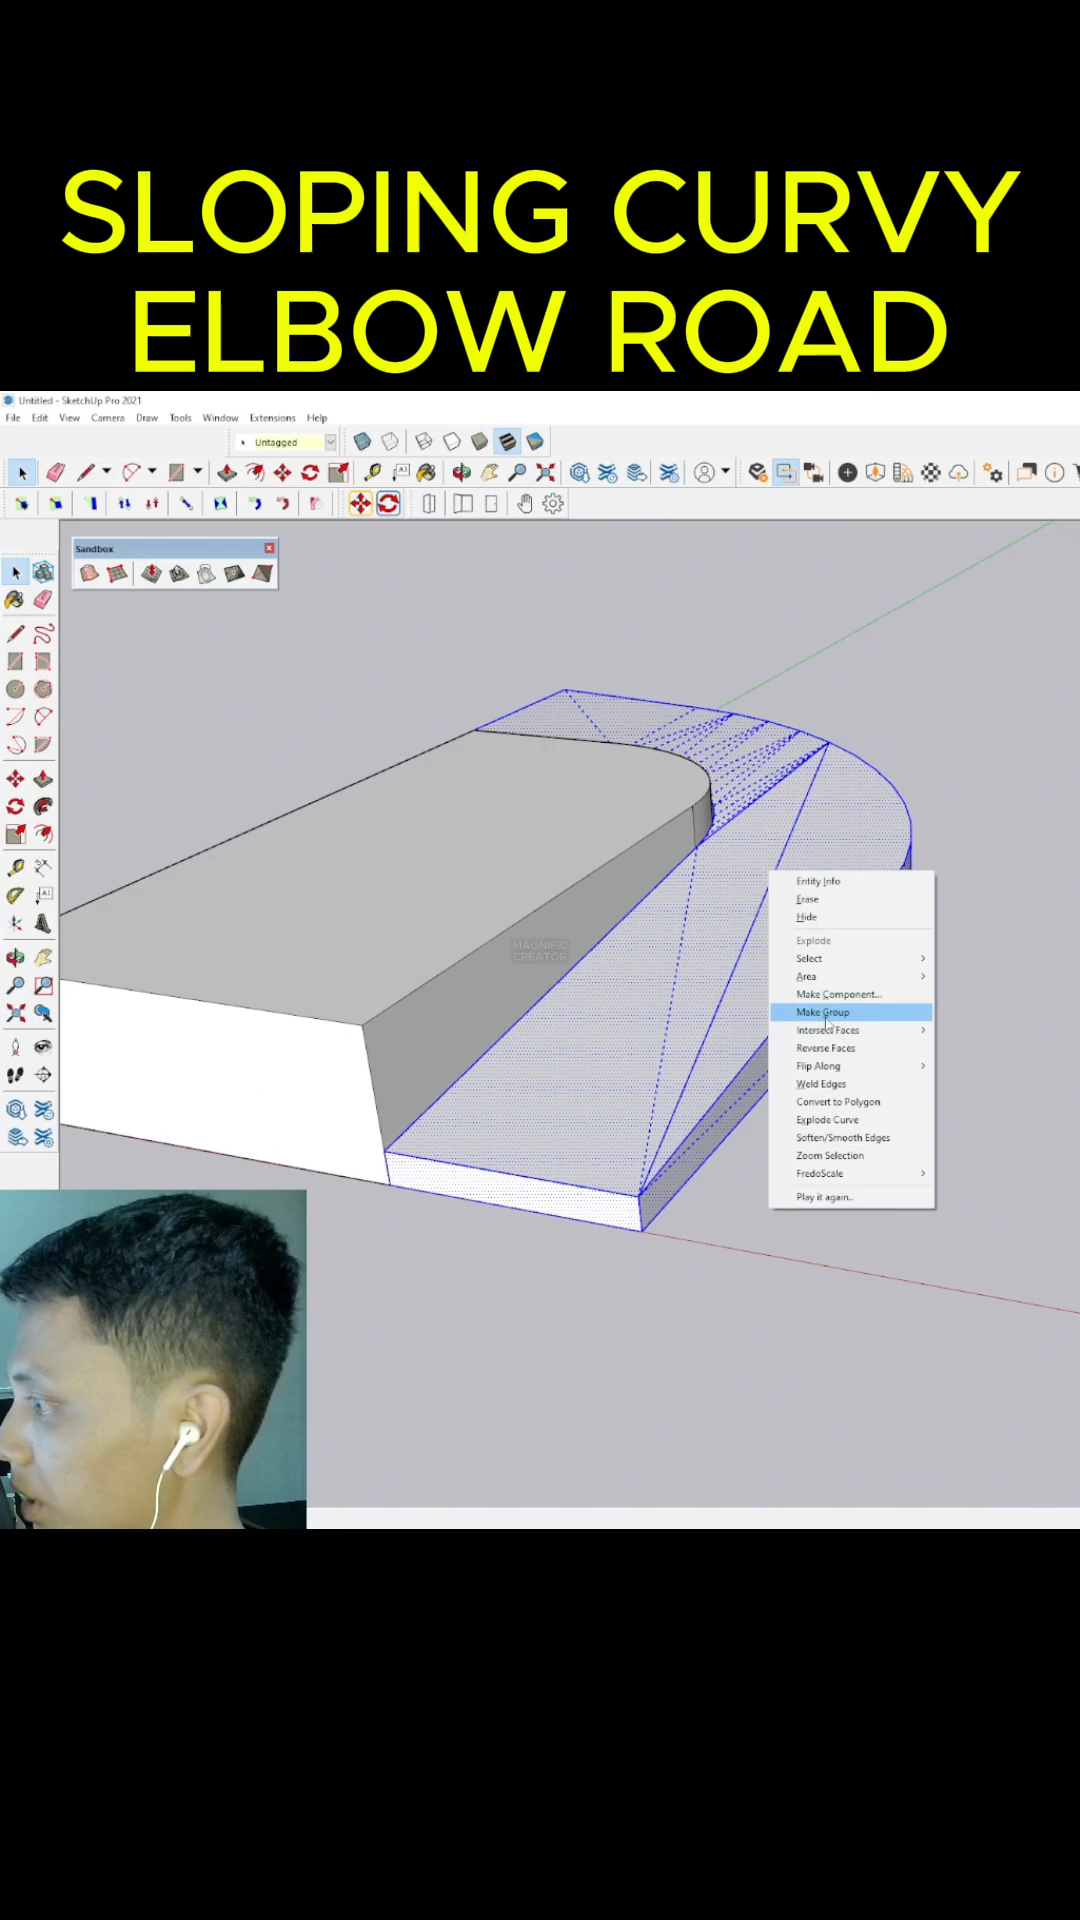 SLOPING CURVY
ELBOW ROAD
Untitled - SketchUp Pro 2021
File Edit View Camera Draw Tools Window Extensions Help
Untagged
Sandbox
MAGNIFIC
CREATOR
Entity Info
Erase
Hide
Explode
Select
Area
Make Component...
Make Group
Intersect Faces
Reverse Faces
Flip Along
Weld Edges
Convert to Polygon
Explode Curve
Soften/Smooth Edges
Zoom Selection
FredoScale
Play it again..